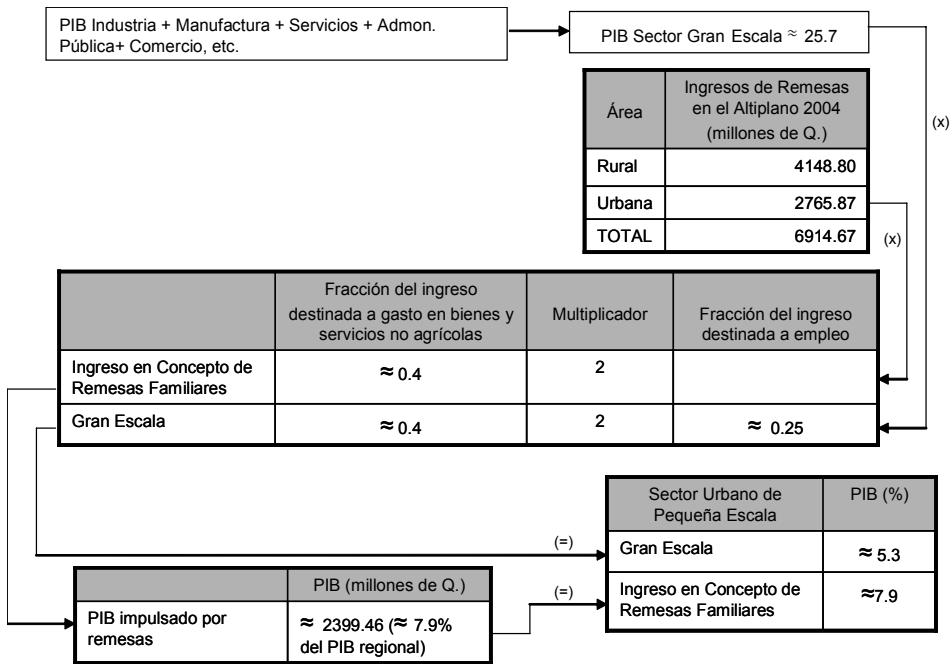 PIB Industria + Manufactura + Servicios + Admon.
Pública+ Comercio, etc.
PIB Sector Gran Escala ≈ 25.7
Área
Ingresos de Remesas
en el Altiplano 2004
(millones de Q.)
(x)
Rural 4148.80
Urbana 2765.87
TOTAL 6914.67
(x)
Fracción del ingreso
destinada a gasto en bienes y
servicios no agrícolas
Multiplicador
Fracción del ingreso
destinada a empleo
Ingreso en Concepto de
Remesas Familiares
≈ 0.4 2
Gran Escala ≈ 0.4 2 ≈ 0.25
Sector Urbano de
Pequeña Escala
PIB (%)
(=)
Gran Escala ≈ 5.3
(=)
Ingreso en Concepto de
Remesas Familiares
≈7.9
PIB (millones de Q.)
PIB impulsado por
remesas
≈ 2399.46 (≈ 7.9%
del PIB regional)